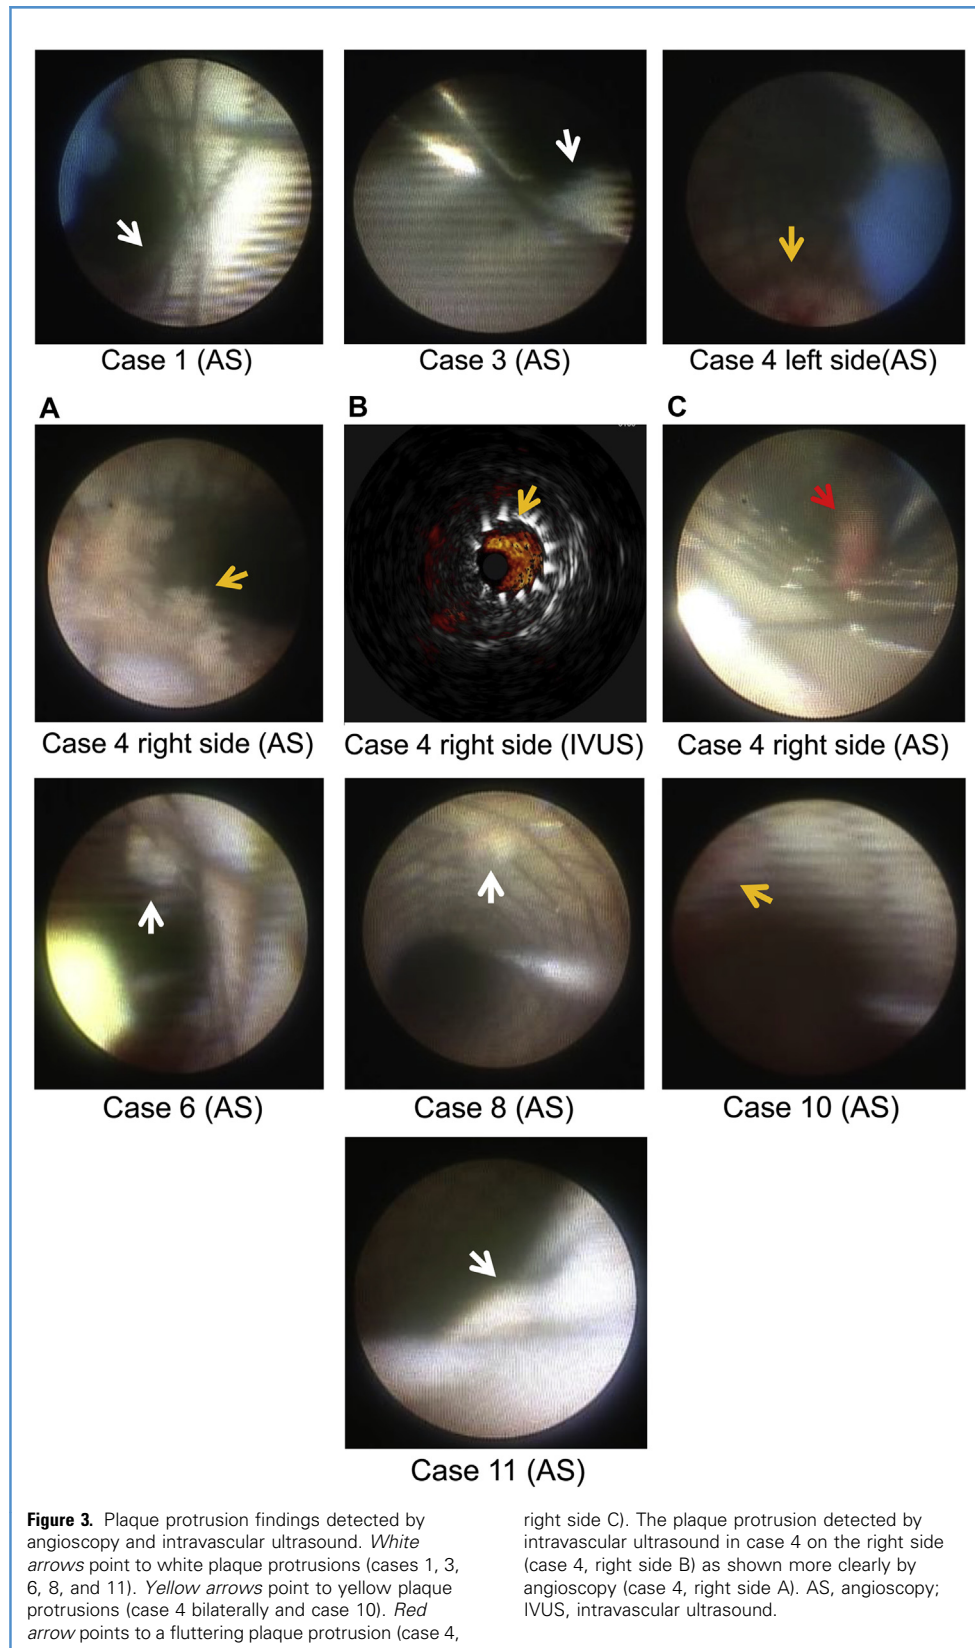 Case 1 (AS)
Case 3 (AS)
Case 4 left side(AS)
A
B
C
Case 4 right side (AS)
Case 4 right side (IVUS)
Case 4 right side (AS)
Case 6 (AS)
Case 8 (AS)
Case 10 (AS)
Case 11 (AS)
Figure 3. Plaque protrusion findings detected by
angioscopy and intravascular ultrasound. White
arrows point to white plaque protrusions (cases 1, 3,
6, 8, and 11). Yellow arrows point to yellow plaque
protrusions (case 4 bilaterally and case 10). Red
arrow points to a fluttering plaque protrusion (case 4,
right side C). The plaque protrusion detected by
intravascular ultrasound in case 4 on the right side
(case 4, right side B) as shown more clearly by
angioscopy (case 4, right side A). AS, angioscopy;
IVUS, intravascular ultrasound.